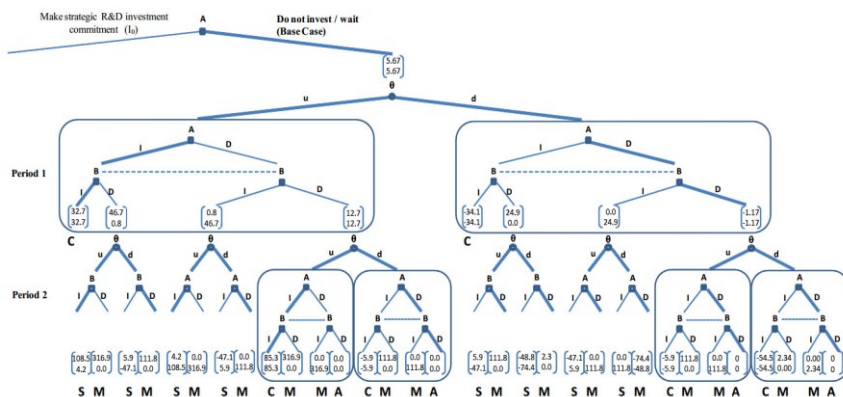 Make strategic R&D investment
commitment (I₀)
A
Do not invest / wait
(Base Case)
5.67
5.67
θ
u d
A A
I D I D
Period 1
B B B B
I D I D I D I D
32.7 46.7 0.8 12.7 -34.1 24.9 0.0 -1.17
32.7 0.8 46.7 12.7 -34.1 0.0 24.9 -1.17
C C
θ θ θ θ θ θ
u d u d u d u d u d u d
Period 2
B B A A A A B B A A A A
I D I D I D I D I D I D I D I D I D I D I D I D
B B B B B B B B
I D I D I D I D I D I D I D I D
108.5 316.9 5.9 111.8 4.2 0.0 -47.1 0.0 85.3 316.9 0.0 0.0 -5.9 111.8 0.0 0.0 5.9 111.8 -48.8 2.3 -47.1 0.0 0.0 -74.4 -5.9 111.8 0.0 0 -54.5 2.34 0.00 0
4.2 0.0 -47.1 0.0 108.5 316.9 5.9 111.8 85.3 0.0 316.9 0.0 -5.9 0.0 111.8 0.0 -47.1 0.0 -74.4 0.0 5.9 111.8 111.8 -48.8 -5.9 0.0 111.8 0 -54.5 0.00 2.34 0
S M S M S M S M C M M A C M M A S M S M S M S M C M M A C M M A